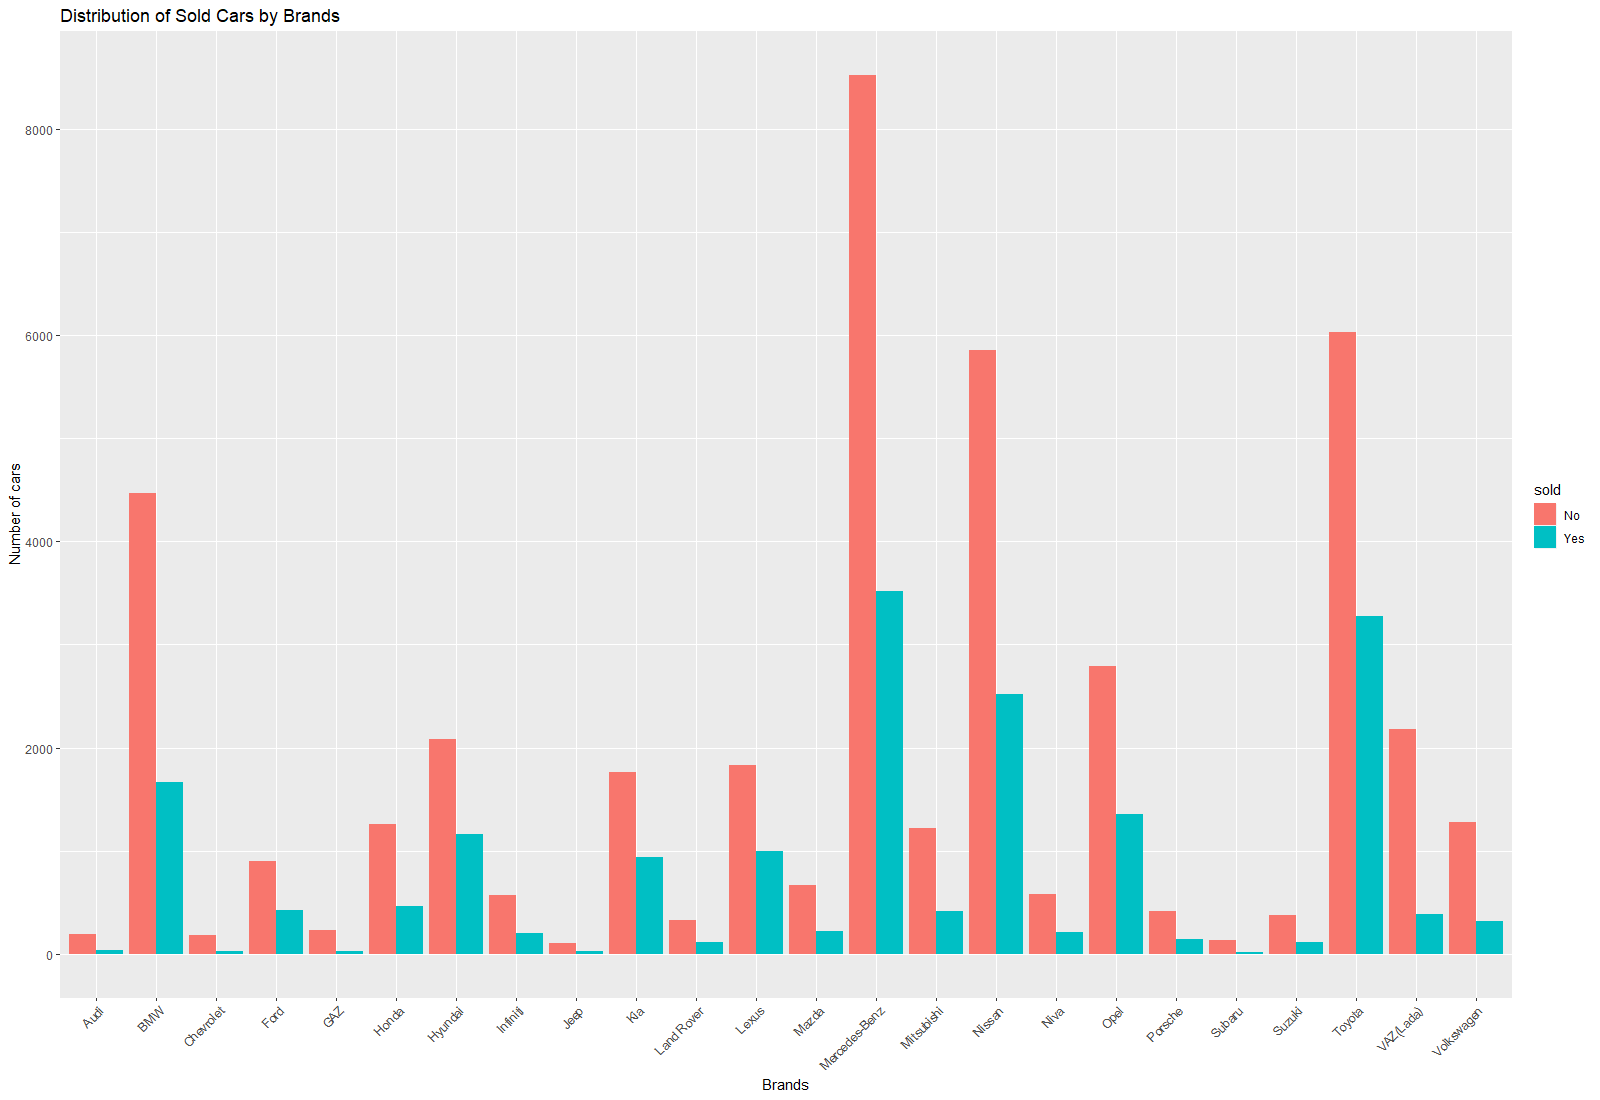 Distribution of Sold Cars by Brands
Number of cars
8000
6000
4000
2000
0
Audi
BMW
Chevrolet
Ford
GAZ
Honda
Hyundai
Infiniti
Jeep
Kia
Land Rover
Lexus
Mazda
Mercedes-Benz
Mitsubishi
Nissan
Niva
Opel
Porsche
Subaru
Suzuki
Toyota
VAZ(Lada)
Volkswagen
Brands
sold
No
Yes